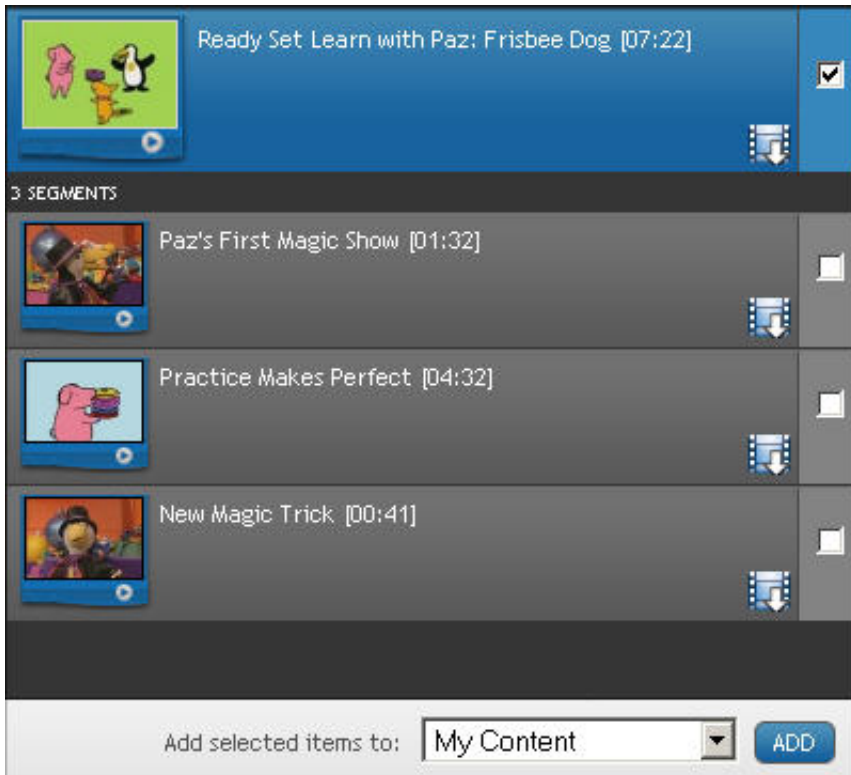 Ready Set Learn with Paz: Frisbee Dog [07:22]
3 SEGMENTS
Paz's First Magic Show [01:32]
Practice Makes Perfect [04:32]
New Magic Trick [00:41]
Add selected items to: My Content ADD